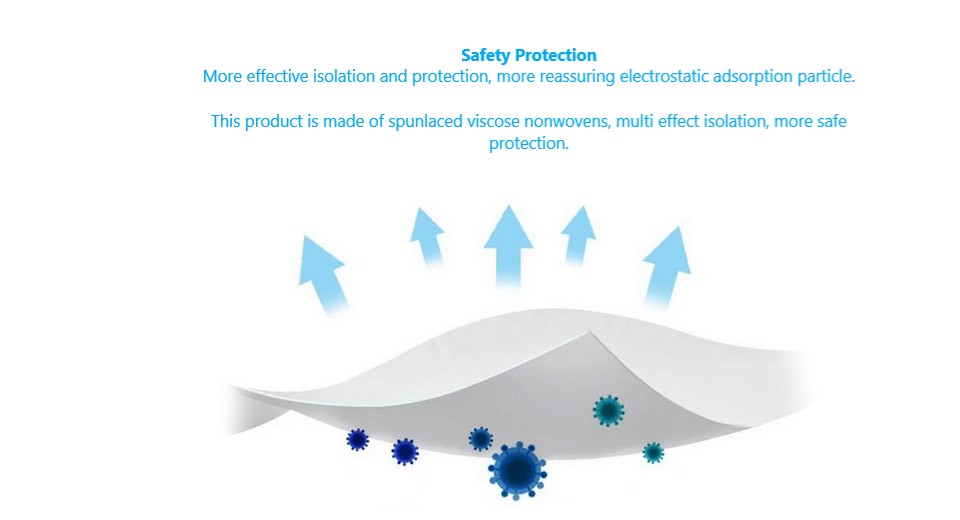 Safety Protection
More effective isolation and protection, more reassuring electrostatic adsorption particle.
This product is made of spunlaced viscose nonwovens, multi effect isolation, more safe
protection.